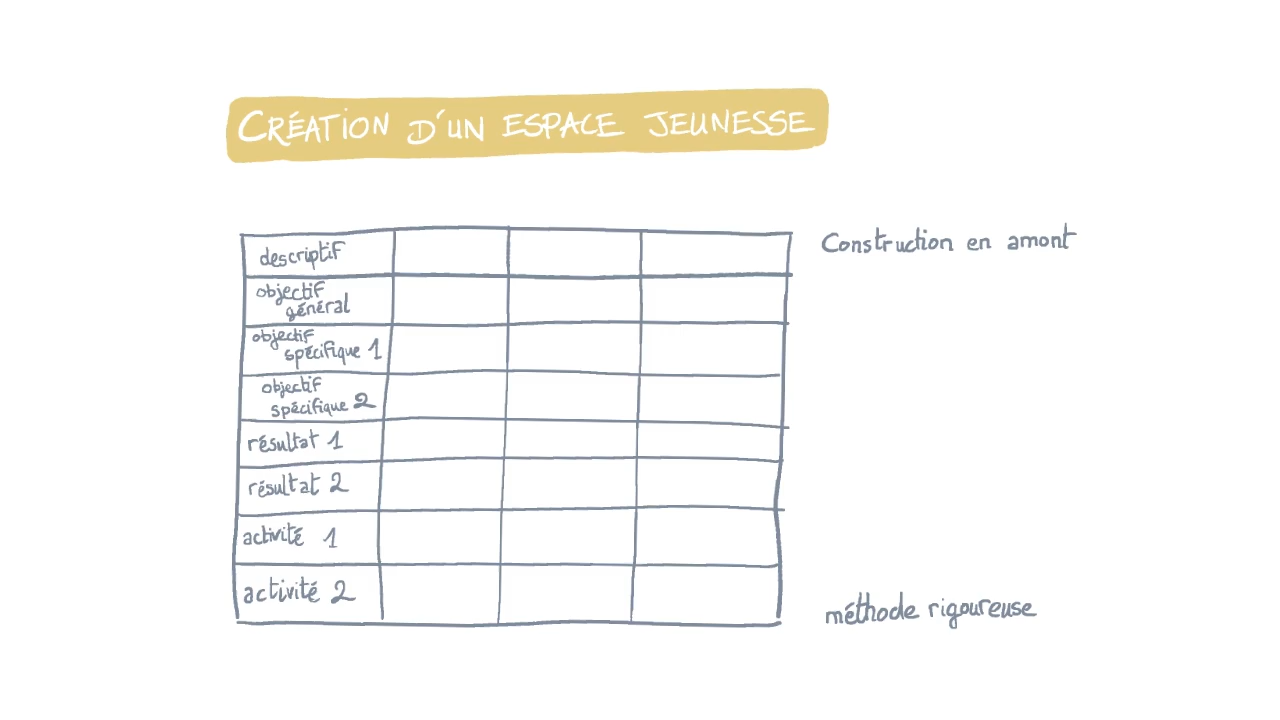 CRÉATION D'UN ESPACE JEUNESSE
descriptif
Construction en amont
objectif
général
objectif
spécifique 1
objectif
spécifique 2
résultat 1
résultat 2
activité 1
activité 2
méthode rigoureuse